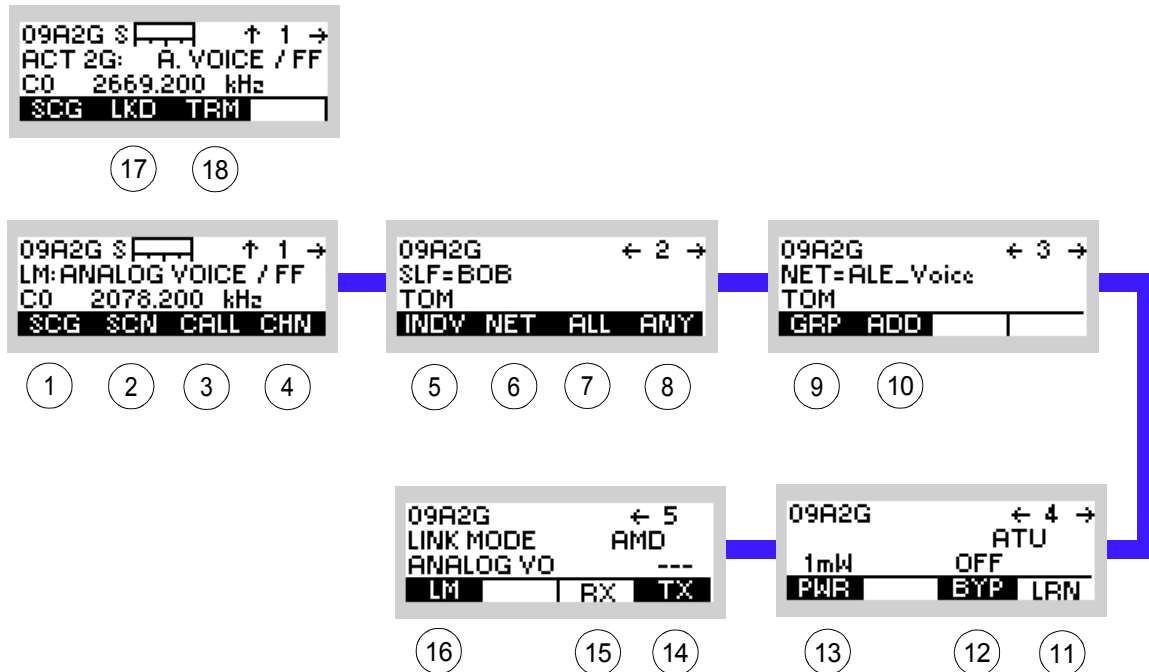 09A2G S ↑ 1 →
ACT 2G: A. VOICE / FF
C0 2669.200 kHz
SCG LKD TRM
17 18
09A2G S ↑ 1 →
LM:ANALOG VOICE / FF
C0 2078.200 kHz
SCG SCN CALL CHN
1 2 3 4
09A2G ← 2 →
SLF=BOB
TOM
INDV NET ALL ANY
5 6 7 8
09A2G ← 3 →
NET=ALE_Voice
TOM
GRP ADD
9 10
09A2G ← 5
LINK MODE AMD
ANALOG VO ---
LM RX TX
16 15 14
09A2G ← 4 →
ATU
1mW OFF
PWR BYP LRN
13 12 11